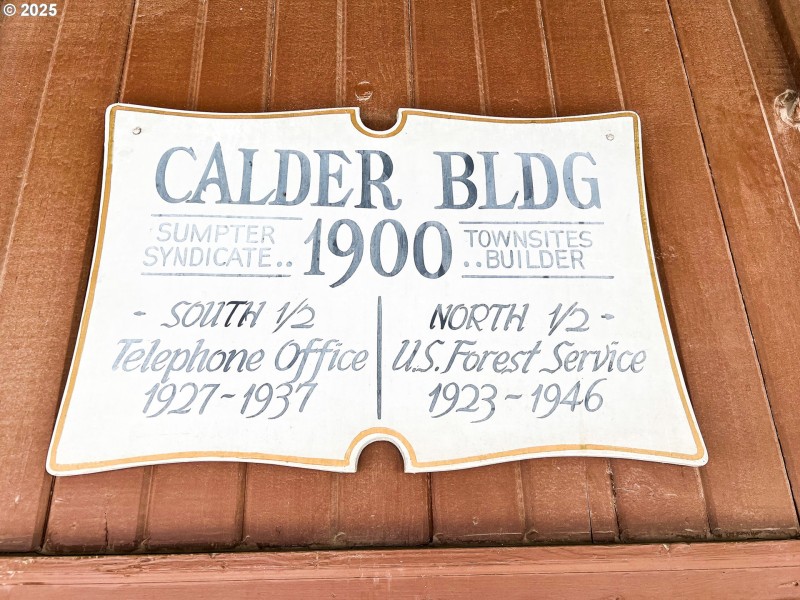 © 2025
CALDER BLDG
SUMPTER SYNDICATE.. 1900 TOWNSITES ..BUILDER
- SOUTH 1/2
Telephone Office
1927~1937
NORTH 1/2 -
U.S. Forest Service
1923~1946